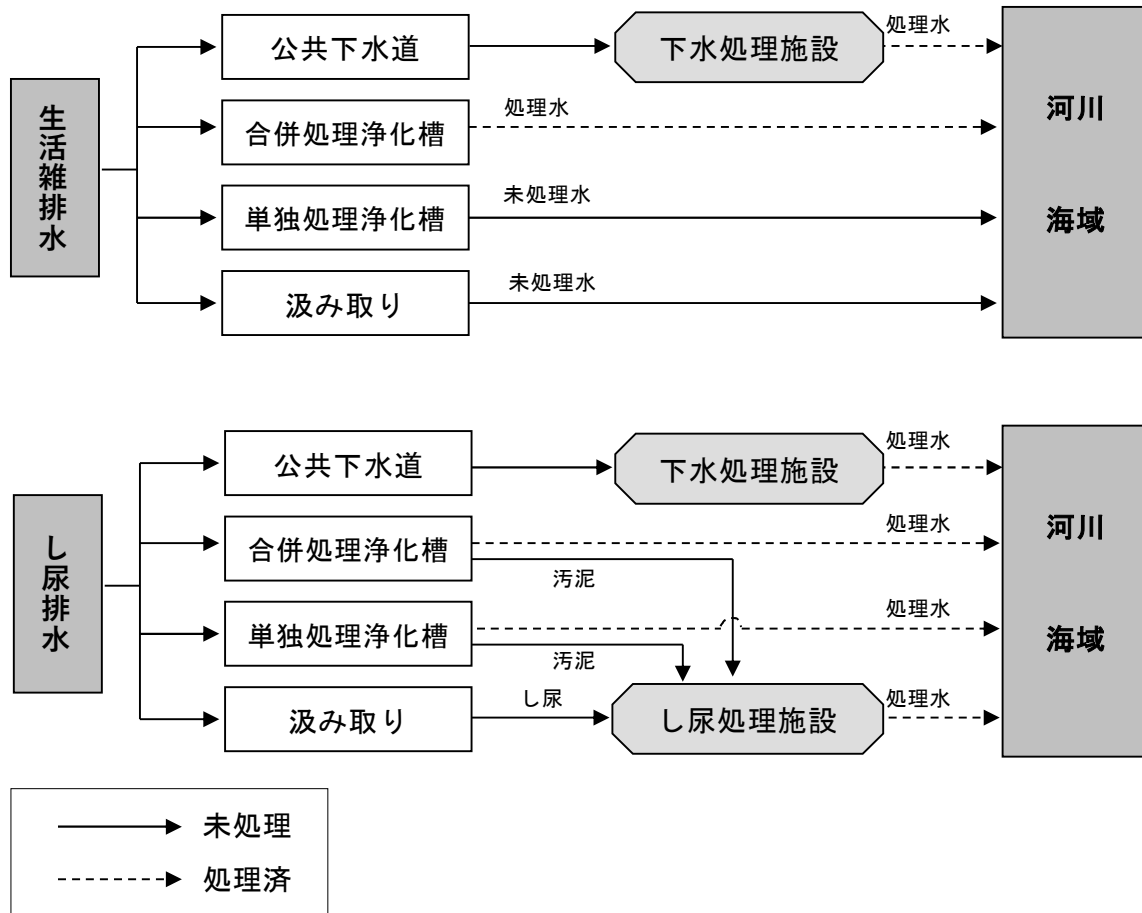 生活雑排水
公共下水道
下水処理施設
処理水
合併処理浄化槽
処理水
単独処理浄化槽
未処理水
汲み取り
未処理水
河川
海域
し尿排水
公共下水道
下水処理施設
処理水
合併処理浄化槽
処理水
汚泥
単独処理浄化槽
処理水
汚泥
汲み取り
し尿
し尿処理施設
処理水
河川
海域
未処理
処理済